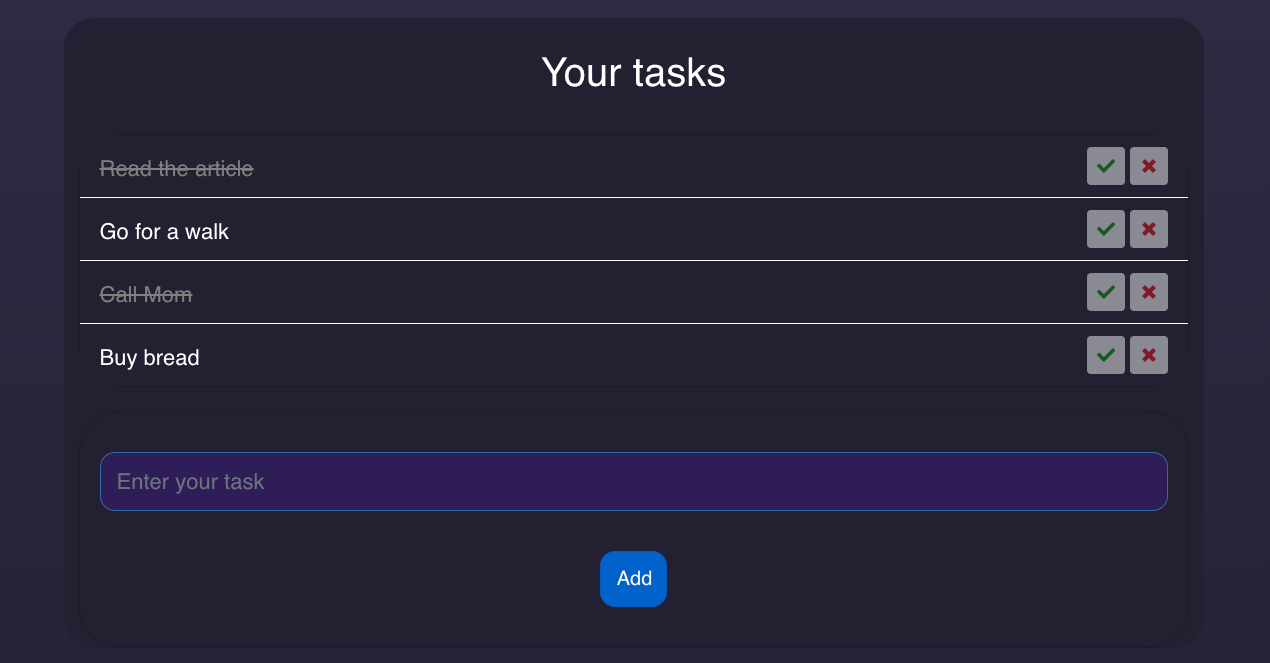 Your tasks
Read the article
Go for a walk
Call Mom
Buy bread
Enter your task
Add